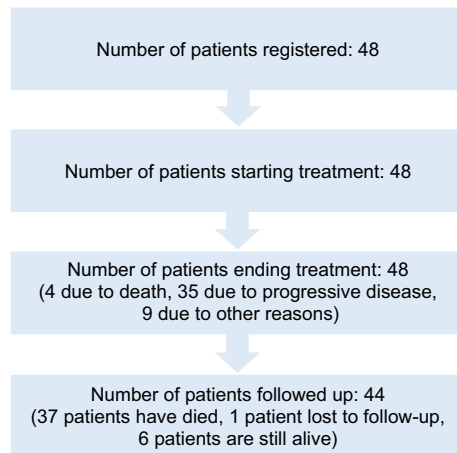 Number of patients registered: 48
Number of patients starting treatment: 48
Number of patients ending treatment: 48
(4 due to death, 35 due to progressive disease,
9 due to other reasons)
Number of patients followed up: 44
(37 patients have died, 1 patient lost to follow-up,
6 patients are still alive)